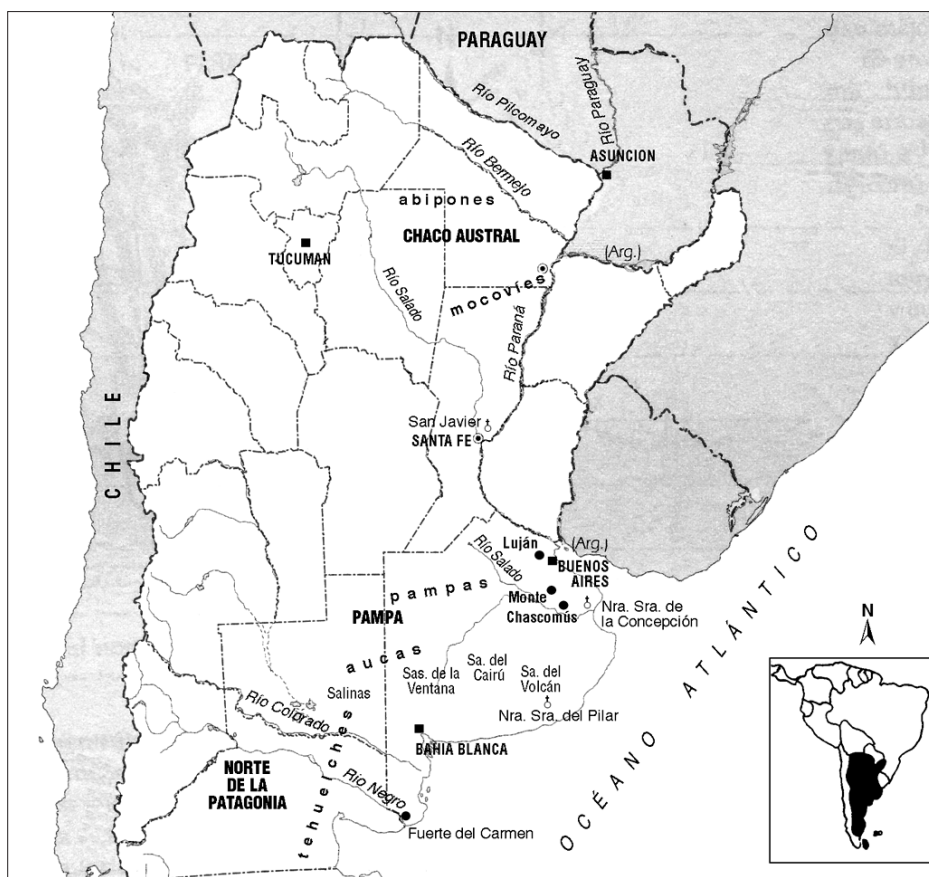 PARAGUAY
Río Pilcomayo
Río Paraguay
ASUNCION
Río Bermejo
abipones
CHACO AUSTRAL
TUCUMAN
(Arg.)
Río Salado
mocovíes
Río Paraná
San Javier
SANTA FE
CHILE
Luján
(Arg.)
Río Salado
BUENOS
AIRES
pampas
Monte
Chascomús
Nra. Sra. de
la Concepción
PAMPA
aucas
Sas. de la
Ventana
Sa. del
Cairú
Sa. del
Volcán
Salinas
Nra. Sra. del Pilar
Río Colorado
BAHIA BLANCA
NORTE
DE LA
PATAGONIA
Río Negro
tehuelches
Fuerte del Carmen
OCÉANO ATLÁNTICO
N